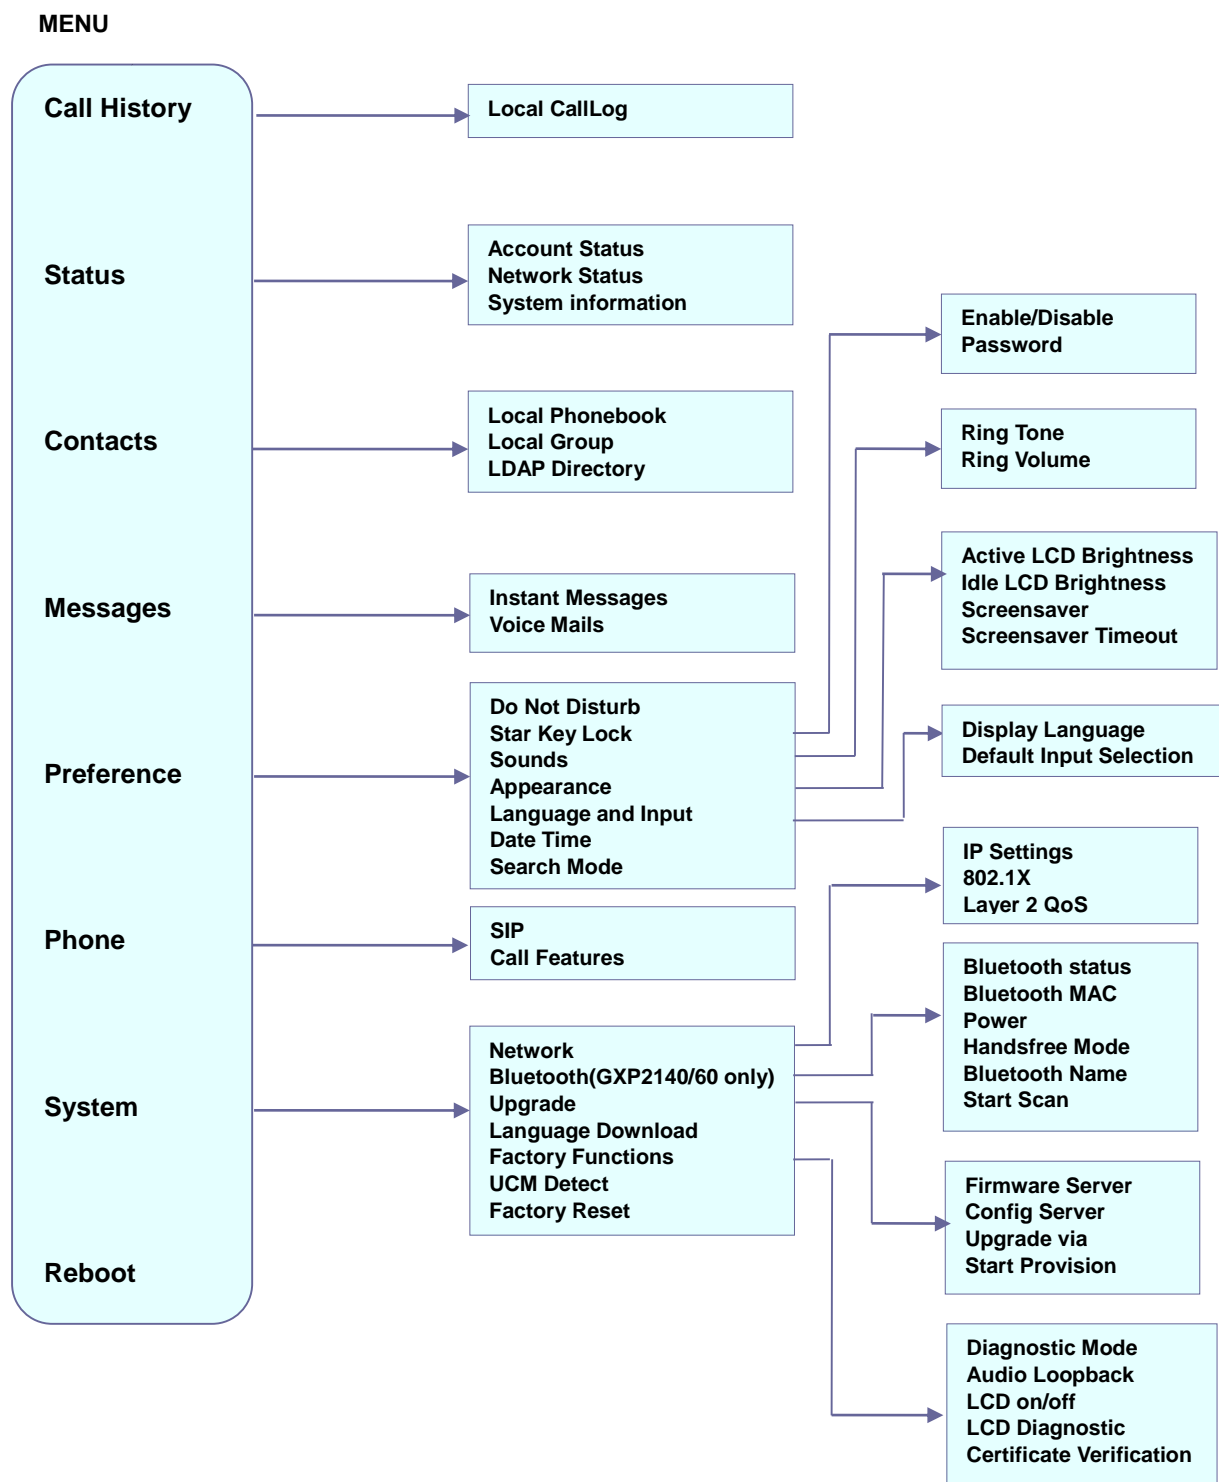 MENU
Call History
Status
Contacts
Messages
Preference
Phone
System
Reboot
Local CallLog
Account Status
Network Status
System information
Local Phonebook
Local Group
LDAP Directory
Instant Messages
Voice Mails
Do Not Disturb
Star Key Lock
Sounds
Appearance
Language and Input
Date Time
Search Mode
SIP
Call Features
Network
Bluetooth(GXP2140/60 only)
Upgrade
Language Download
Factory Functions
UCM Detect
Factory Reset
Enable/Disable
Password
Ring Tone
Ring Volume
Active LCD Brightness
Idle LCD Brightness
Screensaver
Screensaver Timeout
Display Language
Default Input Selection
IP Settings
802.1X
Layer 2 QoS
Bluetooth status
Bluetooth MAC
Power
Handsfree Mode
Bluetooth Name
Start Scan
Firmware Server
Config Server
Upgrade via
Start Provision
Diagnostic Mode
Audio Loopback
LCD on/off
LCD Diagnostic
Certificate Verification